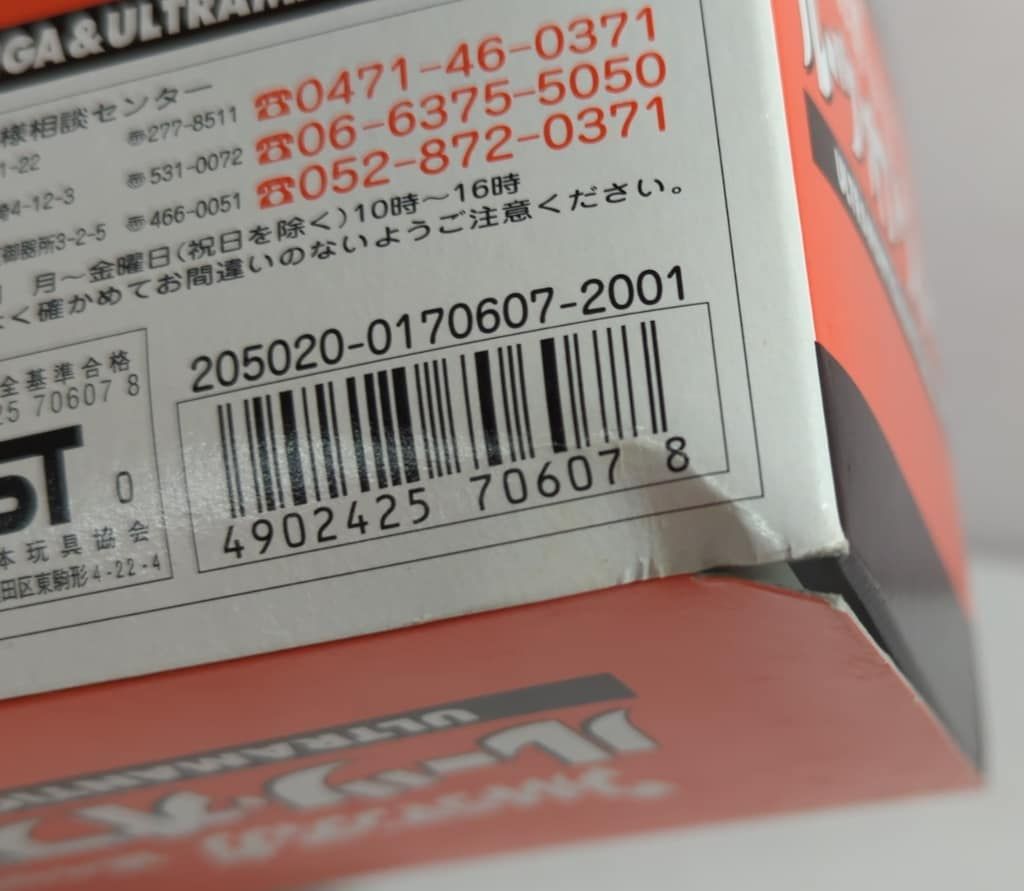 GA&ULTRAM
様相談センター
1-22 〠277-8511 ☎0471-46-0371
4-12-3 〠531-0072 ☎06-6375-5050
御器所3-2-5 〠466-0051 ☎052-872-0371
月～金曜日(祝日を除く)10時～16時
く確かめてお間違いのないようご注意ください。
205020-0170607-2001
4902425 70607 8
全基準合格
25 70607 8
ST 0
本玩具協会
田区東駒形4-22-4
ULTRAMAN